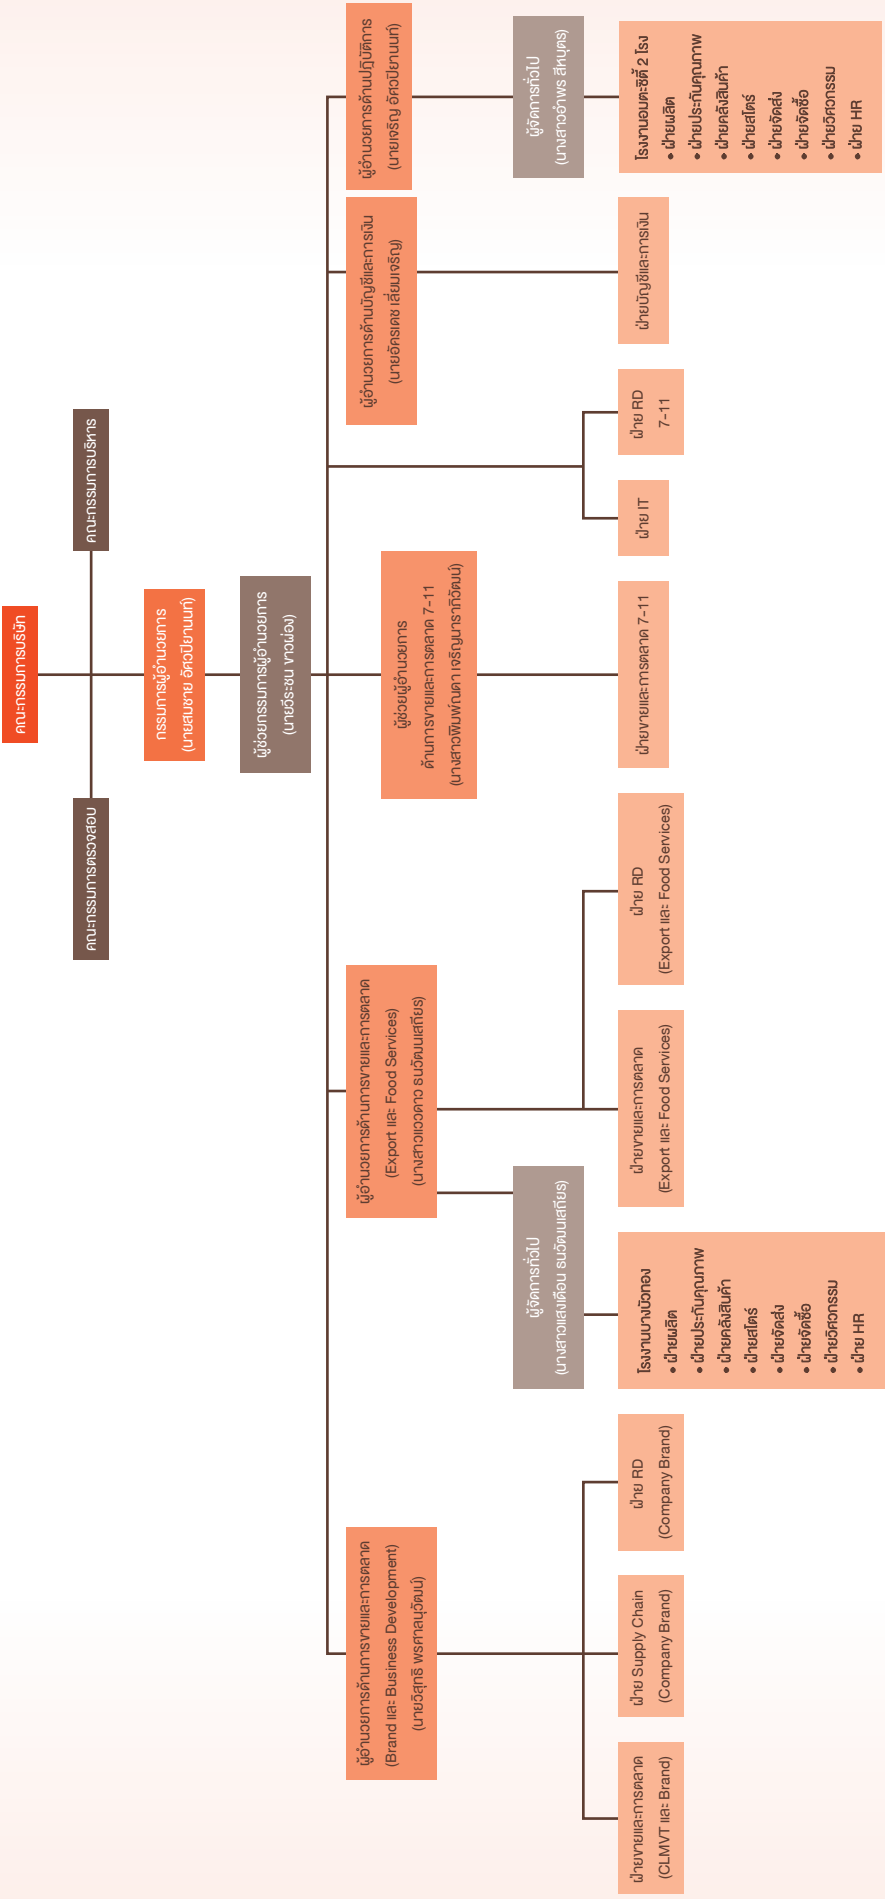 คณะกรรมการบริษัท
คณะกรรมการตรวจสอบ
คณะกรรมการบริหาร
กรรมการผู้อำนวยการ
(นายสมชาย อัศวปิยานนท์)
ผู้ช่วยกรรมการผู้อำนวยการ
(นายวีระชน ขาวผ่อง)
ผู้อำนวยการด้านการขายและการตลาด
(Brand และ Business Development)
(นายวิสุทธิ พรศาลนุวัฒน์)
ผู้อำนวยการด้านการขายและการตลาด
(Export และ Food Services)
(นางสาวแววดาว ธนวัฒนเสถียร)
ผู้ช่วยผู้อำนวยการ
ด้านการขายและการตลาด 7-11
(นางสาวพิมพ์ณดา เจริญนาราทิวัฒน์)
ผู้อำนวยการด้านบัญชีและการเงิน
(นายอัครเดช เลี่ยมเจริญ)
ผู้อำนวยการด้านปฏิบัติการ
(นายเจริญ อัศวปิยานนท์)
ผู้จัดการทั่วไป
(นางสาวแสงเดือน ธนวัฒนเสถียร)
ผู้จัดการทั่วไป
(นางสาวอำพร สีหบุตร)
ฝ่ายขายและการตลาด
(CLMVT และ Brand)
ฝ่าย Supply Chain
(Company Brand)
ฝ่าย RD
(Company Brand)
โรงงานบางบัวทอง
• ฝ่ายผลิต
• ฝ่ายประกันคุณภาพ
• ฝ่ายคลังสินค้า
• ฝ่ายสโตร์
• ฝ่ายจัดส่ง
• ฝ่ายจัดซื้อ
• ฝ่ายวิศวกรรม
• ฝ่าย HR
ฝ่ายขายและการตลาด
(Export และ Food Services)
ฝ่าย RD
(Export และ Food Services)
ฝ่ายขายและการตลาด 7-11
ฝ่าย IT
ฝ่าย RD
7-11
ฝ่ายบัญชีและการเงิน
โรงงานอมตะซิตี้ 2 โรง
• ฝ่ายผลิต
• ฝ่ายประกันคุณภาพ
• ฝ่ายคลังสินค้า
• ฝ่ายสโตร์
• ฝ่ายจัดส่ง
• ฝ่ายจัดซื้อ
• ฝ่ายวิศวกรรม
• ฝ่าย HR